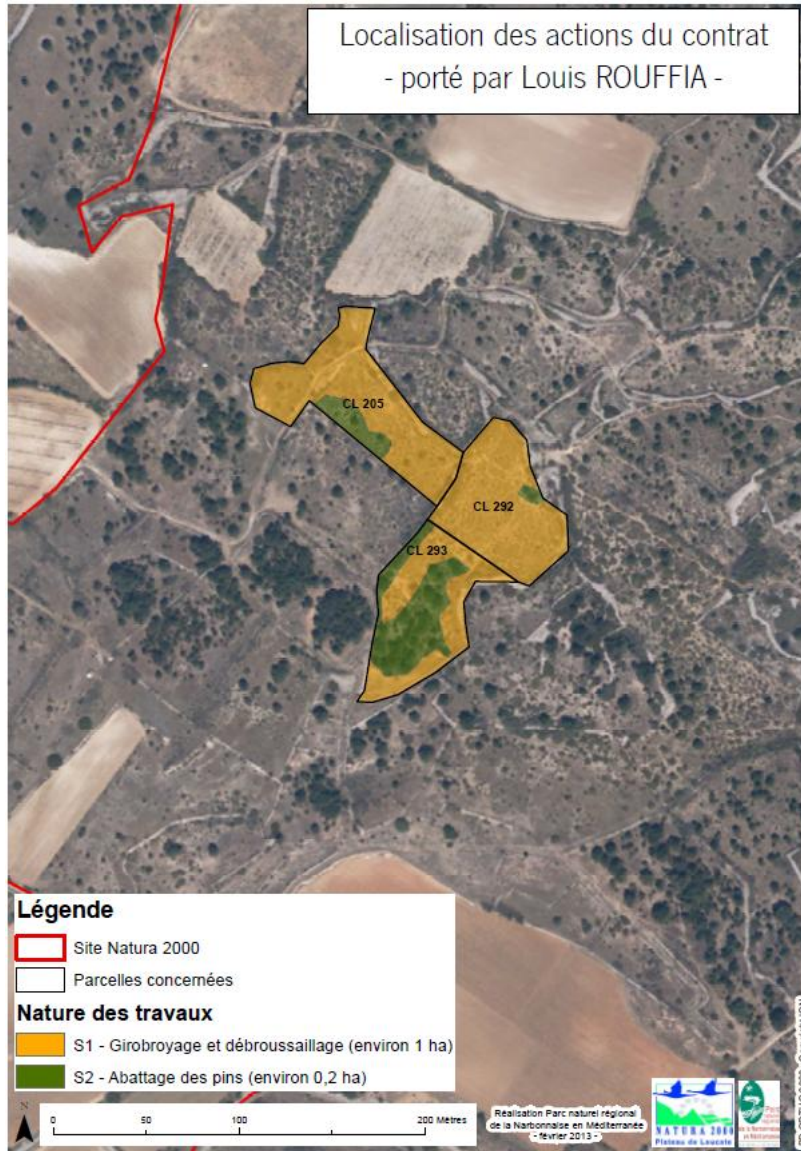 Localisation des actions du contrat
- porté par Louis ROUFFIA -
CL 205
CL 292
CL 293
Légende
Site Natura 2000
Parcelles concernées
Nature des travaux
S1 - Girobroyage et débroussaillage (environ 1 ha)
S2 - Abattage des pins (environ 0,2 ha)
N
0 50 100 200 Mètres
Réalisation Parc naturel régional
de la Narbonnaise en Méditerranée
- février 2013 -
NATURA 2000
Plateau de Leucate
Parc